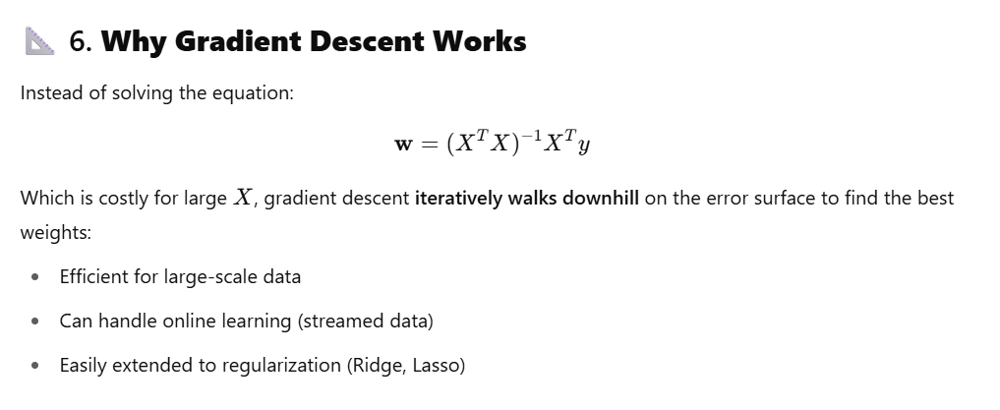 📐 6. Why Gradient Descent Works
Instead of solving the equation:
w = (XᵀX)⁻¹Xᵀy
Which is costly for large X, gradient descent iteratively walks downhill on the error surface to find the best
weights:
• Efficient for large-scale data
• Can handle online learning (streamed data)
• Easily extended to regularization (Ridge, Lasso)